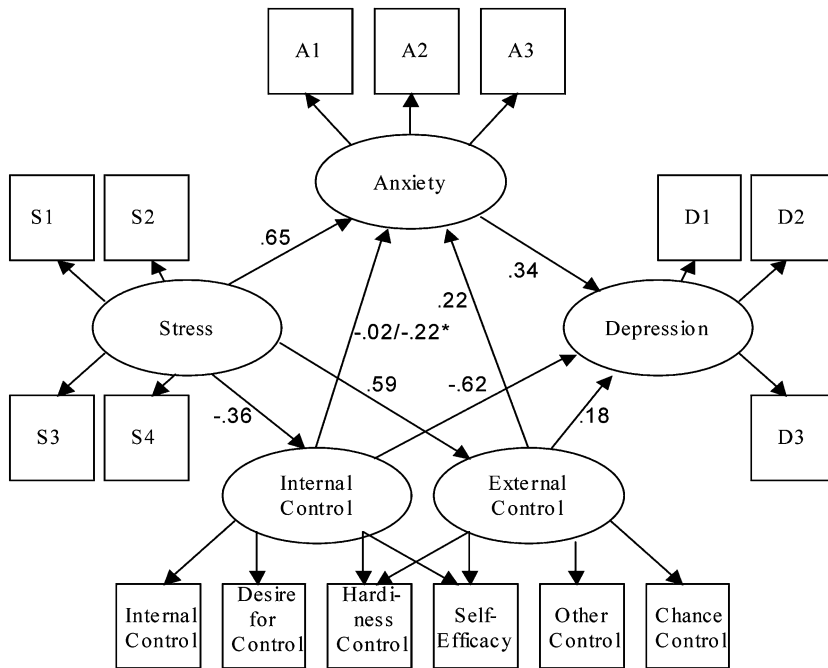 A1
A2
A3
Anxiety
S1
S2
D1
D2
.65
.34
.22
Stress
-.02/-.22*
Depression
.59
-.62
S3
S4
-.36
.18
D3
Internal
Control
External
Control
Internal
Control
Desire
for
Control
Hardi-
ness
Control
Self-
Efficacy
Other
Control
Chance
Control